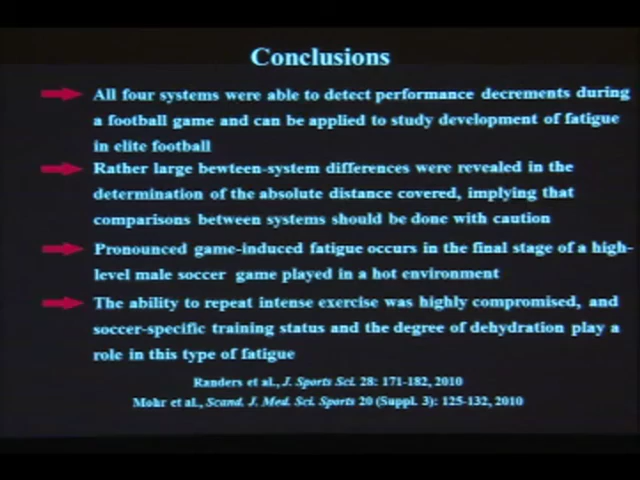 Conclusions
All four systems were able to detect performance decrements during
a football game and can be applied to study development of fatigue
in elite football
Rather large bewteen-system differences were revealed in the
determination of the absolute distance covered, implying that
comparisons between systems should be done with caution
Pronounced game-induced fatigue occurs in the final stage of a high-
level male soccer game played in a hot environment
The ability to repeat intense exercise was highly compromised, and
soccer-specific training status and the degree of dehydration play a
role in this type of fatigue
Randers et al., J. Sports Sci. 28: 171-182, 2010
Mohr et al., Scand. J. Med. Sci. Sports 20 (Suppl. 3): 125-132, 2010